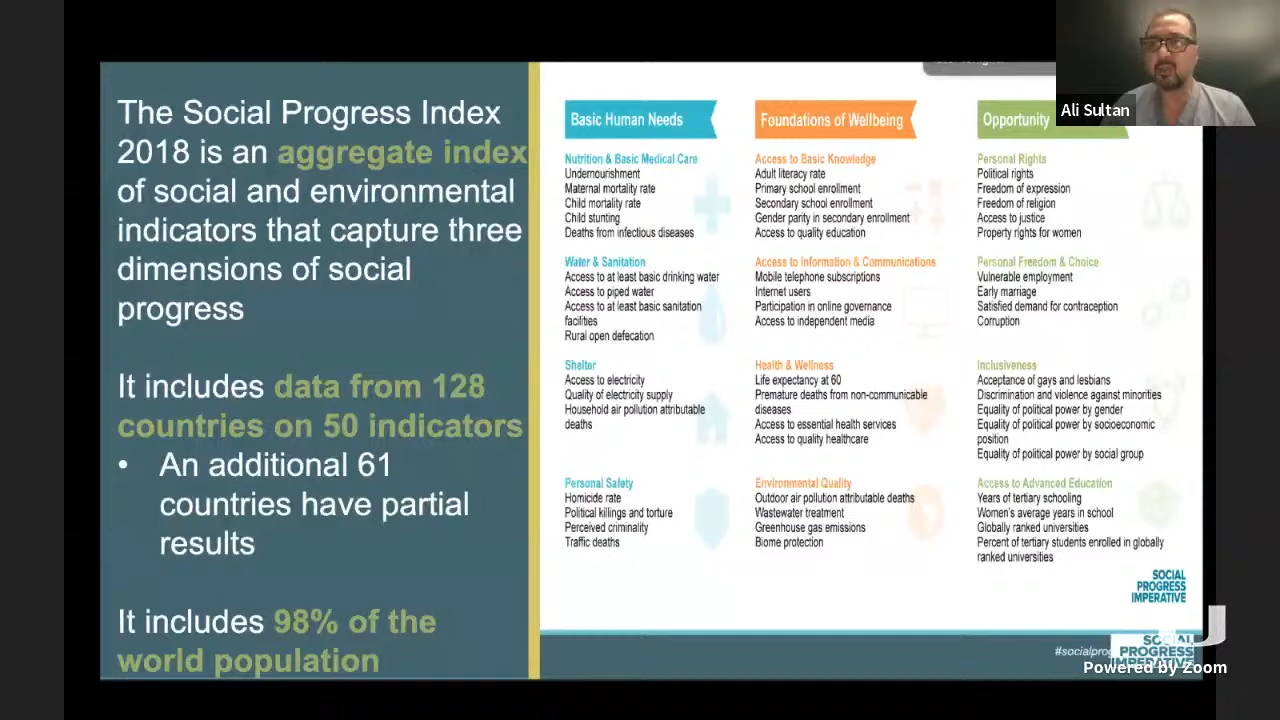 The Social Progress Index
2018 is an aggregate index
of social and environmental
indicators that capture three
dimensions of social
progress
It includes data from 128
countries on 50 indicators
• An additional 61
countries have partial
results
It includes 98% of the
world population
Basic Human Needs
Nutrition & Basic Medical Care
Undernourishment
Maternal mortality rate
Child mortality rate
Child stunting
Deaths from infectious diseases
Water & Sanitation
Access to at least basic drinking water
Access to piped water
Access to at least basic sanitation
facilities
Rural open defecation
Shelter
Access to electricity
Quality of electricity supply
Household air pollution attributable
deaths
Personal Safety
Homicide rate
Political killings and torture
Perceived criminality
Traffic deaths
Foundations of Wellbeing
Access to Basic Knowledge
Adult literacy rate
Primary school enrollment
Secondary school enrollment
Gender parity in secondary enrollment
Access to quality education
Access to Information & Communications
Mobile telephone subscriptions
Internet users
Participation in online governance
Access to independent media
Health & Wellness
Life expectancy at 60
Premature deaths from non-communicable
diseases
Access to essential health services
Access to quality healthcare
Environmental Quality
Outdoor air pollution attributable deaths
Wastewater treatment
Greenhouse gas emissions
Biome protection
Opportunity
Personal Rights
Political rights
Freedom of expression
Freedom of religion
Access to justice
Property rights for women
Personal Freedom & Choice
Vulnerable employment
Early marriage
Satisfied demand for contraception
Corruption
Inclusiveness
Acceptance of gays and lesbians
Discrimination and violence against minorities
Equality of political power by gender
Equality of political power by socioeconomic
position
Equality of political power by social group
Access to Advanced Education
Years of tertiary schooling
Women's average years in school
Globally ranked universities
Percent of tertiary students enrolled in globally
ranked universities
SOCIAL
PROGRESS
IMPERATIVE
#socialprog
SOCIAL
PROGRESS
IMPERATIVE
Powered by Zoom
Ali Sultan